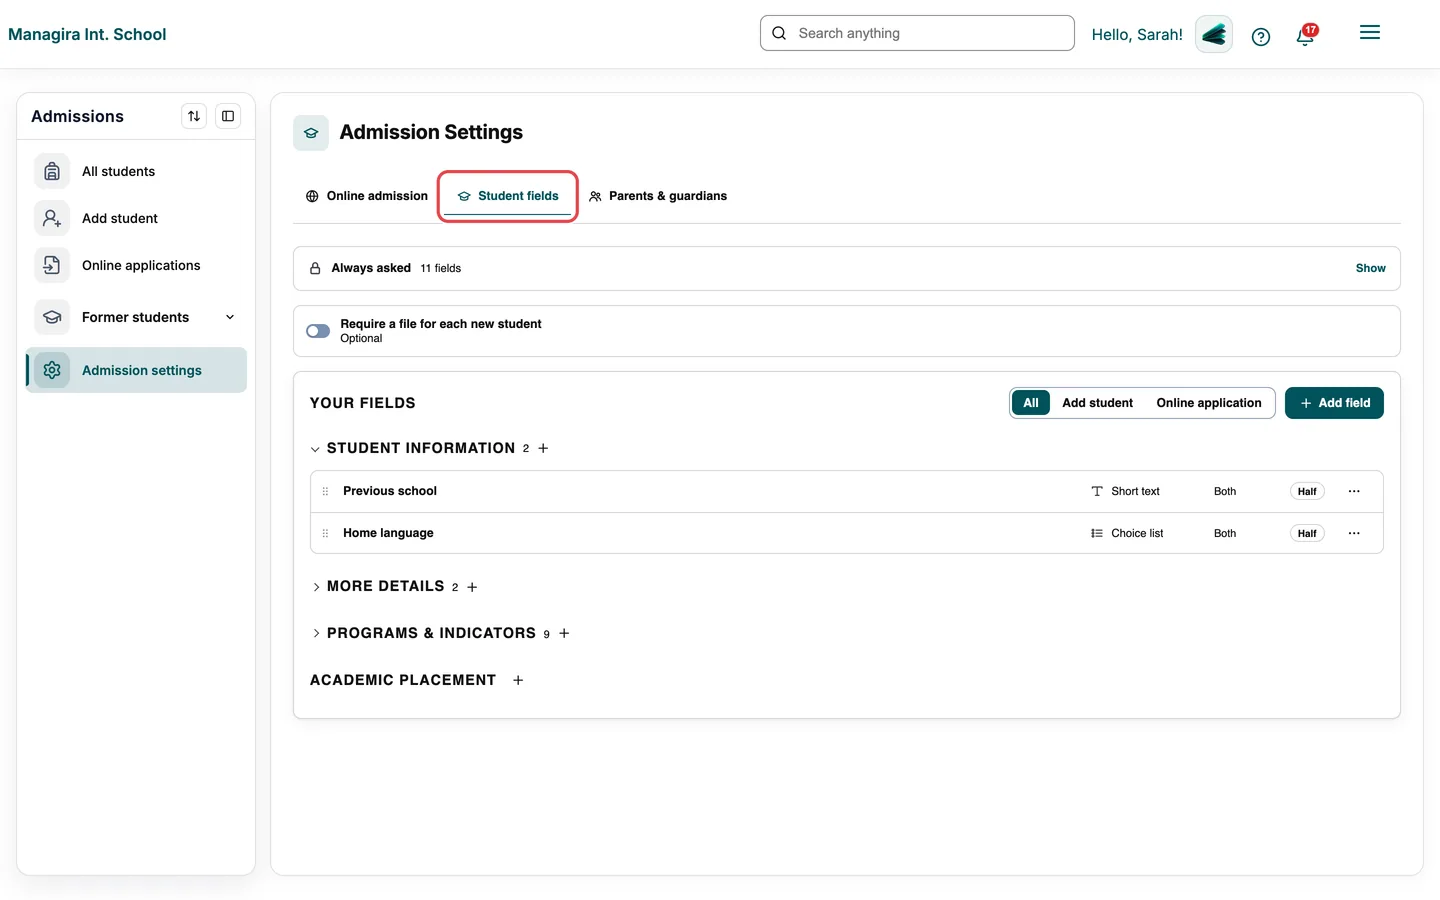 Managira Int. School
Search anything
Hello, Sarah!
17
Admissions
All students
Add student
Online applications
Former students
Admission settings
Admission Settings
Online admission
Student fields
Parents & guardians
Always asked 11 fields
Show
Require a file for each new student
Optional
YOUR FIELDS
All
Add student
Online application
+ Add field
STUDENT INFORMATION 2 +
Previous school
Short text
Both
Half
Home language
Choice list
Both
Half
MORE DETAILS 2 +
PROGRAMS & INDICATORS 9 +
ACADEMIC PLACEMENT +